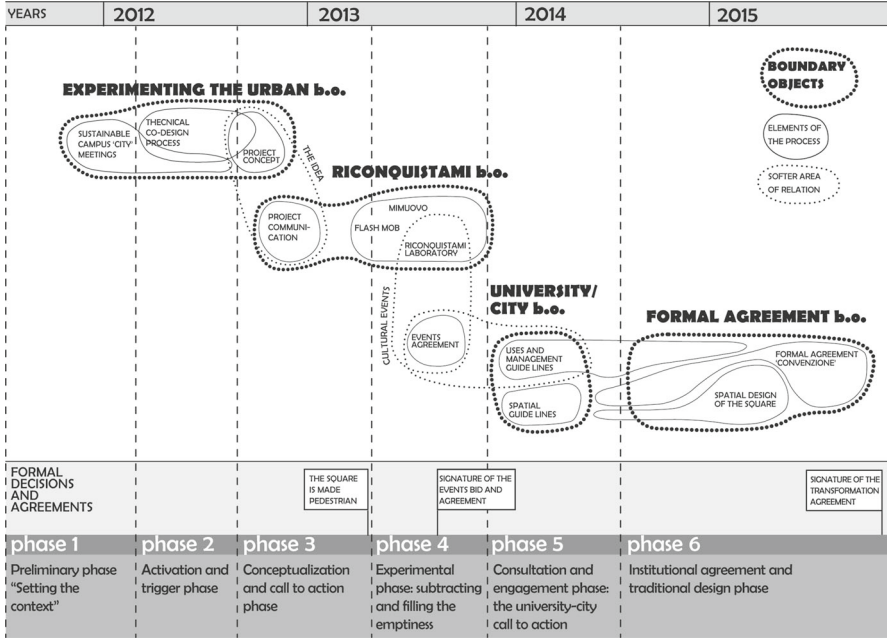 YEARS
2012
2013
2014
2015
BOUNDARY
OBJECTS
ELEMENTS OF
THE PROCESS
SOFTER AREA
OF RELATION
EXPERIMENTING THE URBAN b.o.
SUSTAINABLE
CAMPUS 'CITY'
MEETINGS
THECNICAL
CO-DESIGN
PROCESS
PROJECT
CONCEPT
THE IDEA
RICONQUISTAMI b.o.
PROJECT
COMMUNI-
CATION
MIMUOVO
FLASH MOB
RICONQUISTAMI
LABORATORY
CULTURAL EVENTS
EVENTS
AGREEMENT
UNIVERSITY/
CITY b.o.
USES AND
MANAGEMENT
GUIDE LINES
SPATIAL
GUIDE LINES
FORMAL AGREEMENT b.o.
FORMAL AGREEMENT
'CONVENZIONE'
SPATIAL DESIGN
OF THE SQUARE
FORMAL
DECISIONS
AND
AGREEMENTS
THE SQUARE
IS MADE
PEDESTRIAN
SIGNATURE OF THE
EVENTS BID AND
AGREEMENT
SIGNATURE OF THE
TRANSFORMATION
AGREEMENT
phase 1
Preliminary phase
"Setting the
context"
phase 2
Activation and
trigger phase
phase 3
Conceptualization
and call to action
phase
phase 4
Experimental
phase: subtracting
and filling the
emptiness
phase 5
Consultation and
engagement phase:
the university-city
call to action
phase 6
Institutional agreement and
traditional design phase